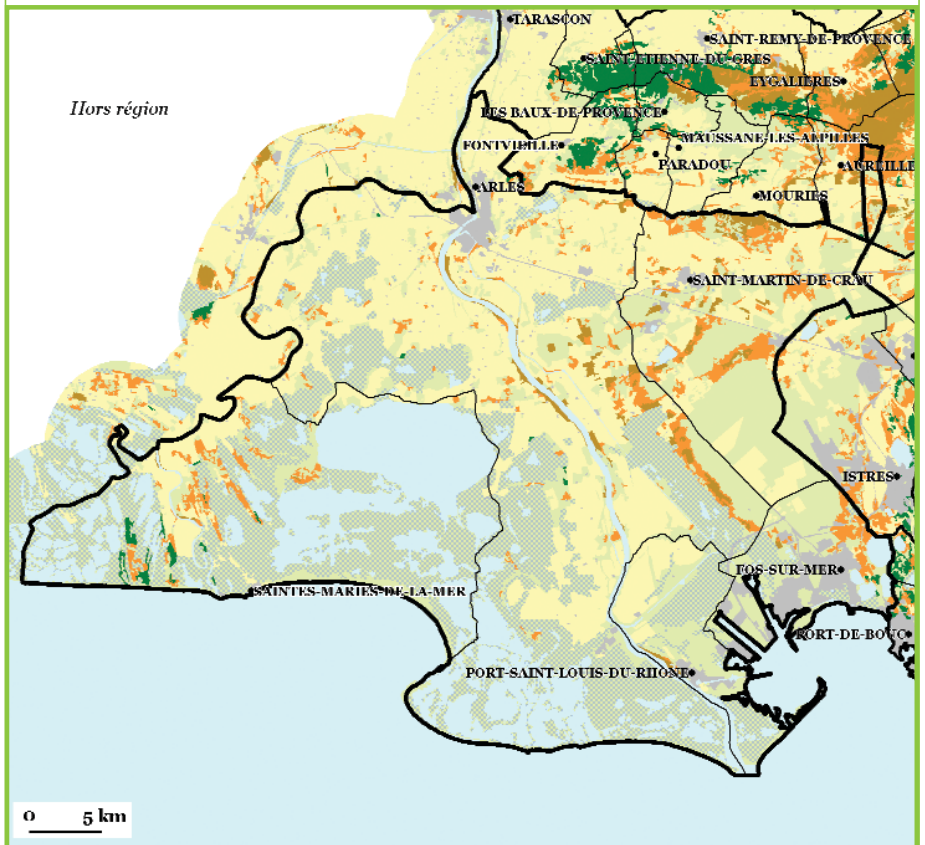 TARASCON
SAINT-REMY-DE-PROVENCE
SAINT-ETIENNE-DU-GRES
EYGALIERES
Hors région
LES BAUX-DE-PROVENCE
MAUSSANE-LES-ALPILLES
FONTVIEILLE
PARADOU
AUREILLE
ARLES
MOURIES
SAINT-MARTIN-DE-CRAU
ISTRES
FOS-SUR-MER
SAINTES-MARIES-DE-LA-MER
PORT-DE-BOUC
PORT-SAINT-LOUIS-DU-RHONE
0 5 km